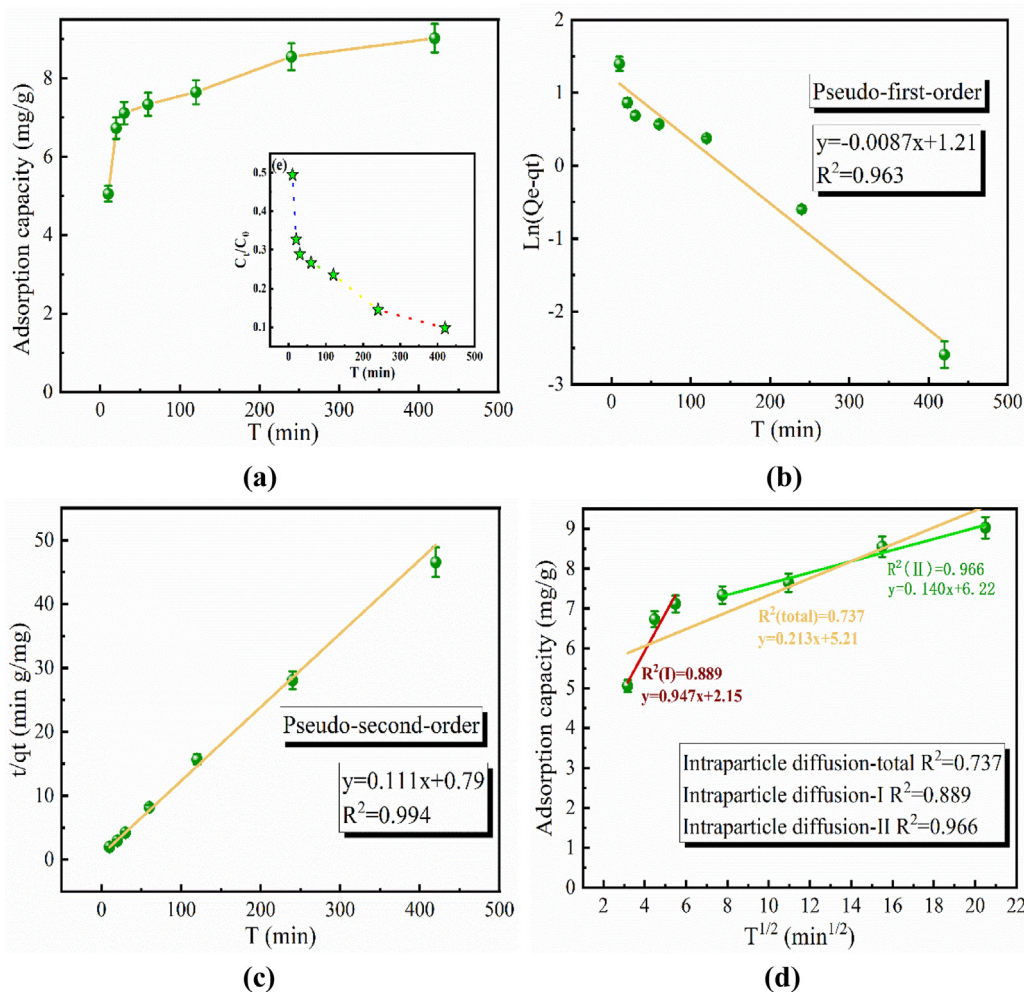 Adsorption capacity (mg/g)
10
8
6
4
2
0
0 100 200 300 400 500
T (min)
(e)
C_t/C_0
0.5
0.4
0.3
0.2
0.1
0 100 200 300 400 500
T (min)
(a)
Ln(Qe-qt)
2
1
0
-1
-2
-3
0 100 200 300 400 500
T (min)
Pseudo-first-order
y=-0.0087x+1.21
R²=0.963
(b)
t/qt (min g/mg)
50
40
30
20
10
0
0 100 200 300 400 500
T (min)
Pseudo-second-order
y=0.111x+0.79
R²=0.994
(c)
Adsorption capacity (mg/g)
9
8
7
6
5
4
3
2
1
0
2 4 6 8 10 12 14 16 18 20 22
T^1/2 (min^1/2)
R²(Ⅱ)=0.966
y=0.140x+6.22
R²(total)=0.737
y=0.213x+5.21
R²(I)=0.889
y=0.947x+2.15
Intraparticle diffusion-total R²=0.737
Intraparticle diffusion-I R²=0.889
Intraparticle diffusion-II R²=0.966
(d)